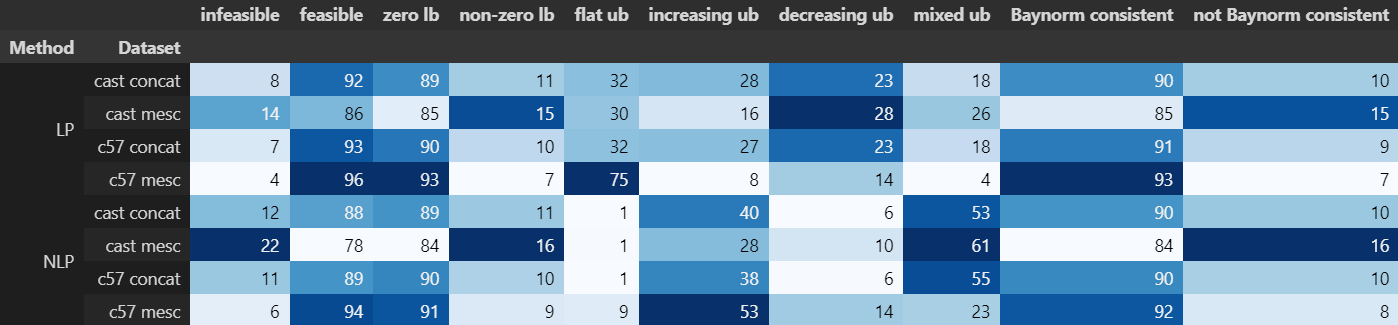 infeasible feasible zero lb non-zero lb flat ub increasing ub decreasing ub mixed ub Baynorm consistent not Baynorm consistent
Method Dataset
LP cast concat 8 92 89 11 32 28 23 18 90 10
cast mesc 14 86 85 15 30 16 28 26 85 15
c57 concat 7 93 90 10 32 27 23 18 91 9
c57 mesc 4 96 93 7 75 8 14 4 93 7
NLP cast concat 12 88 89 11 1 40 6 53 90 10
cast mesc 22 78 84 16 1 28 10 61 84 16
c57 concat 11 89 90 10 1 38 6 55 90 10
c57 mesc 6 94 91 9 9 53 14 23 92 8